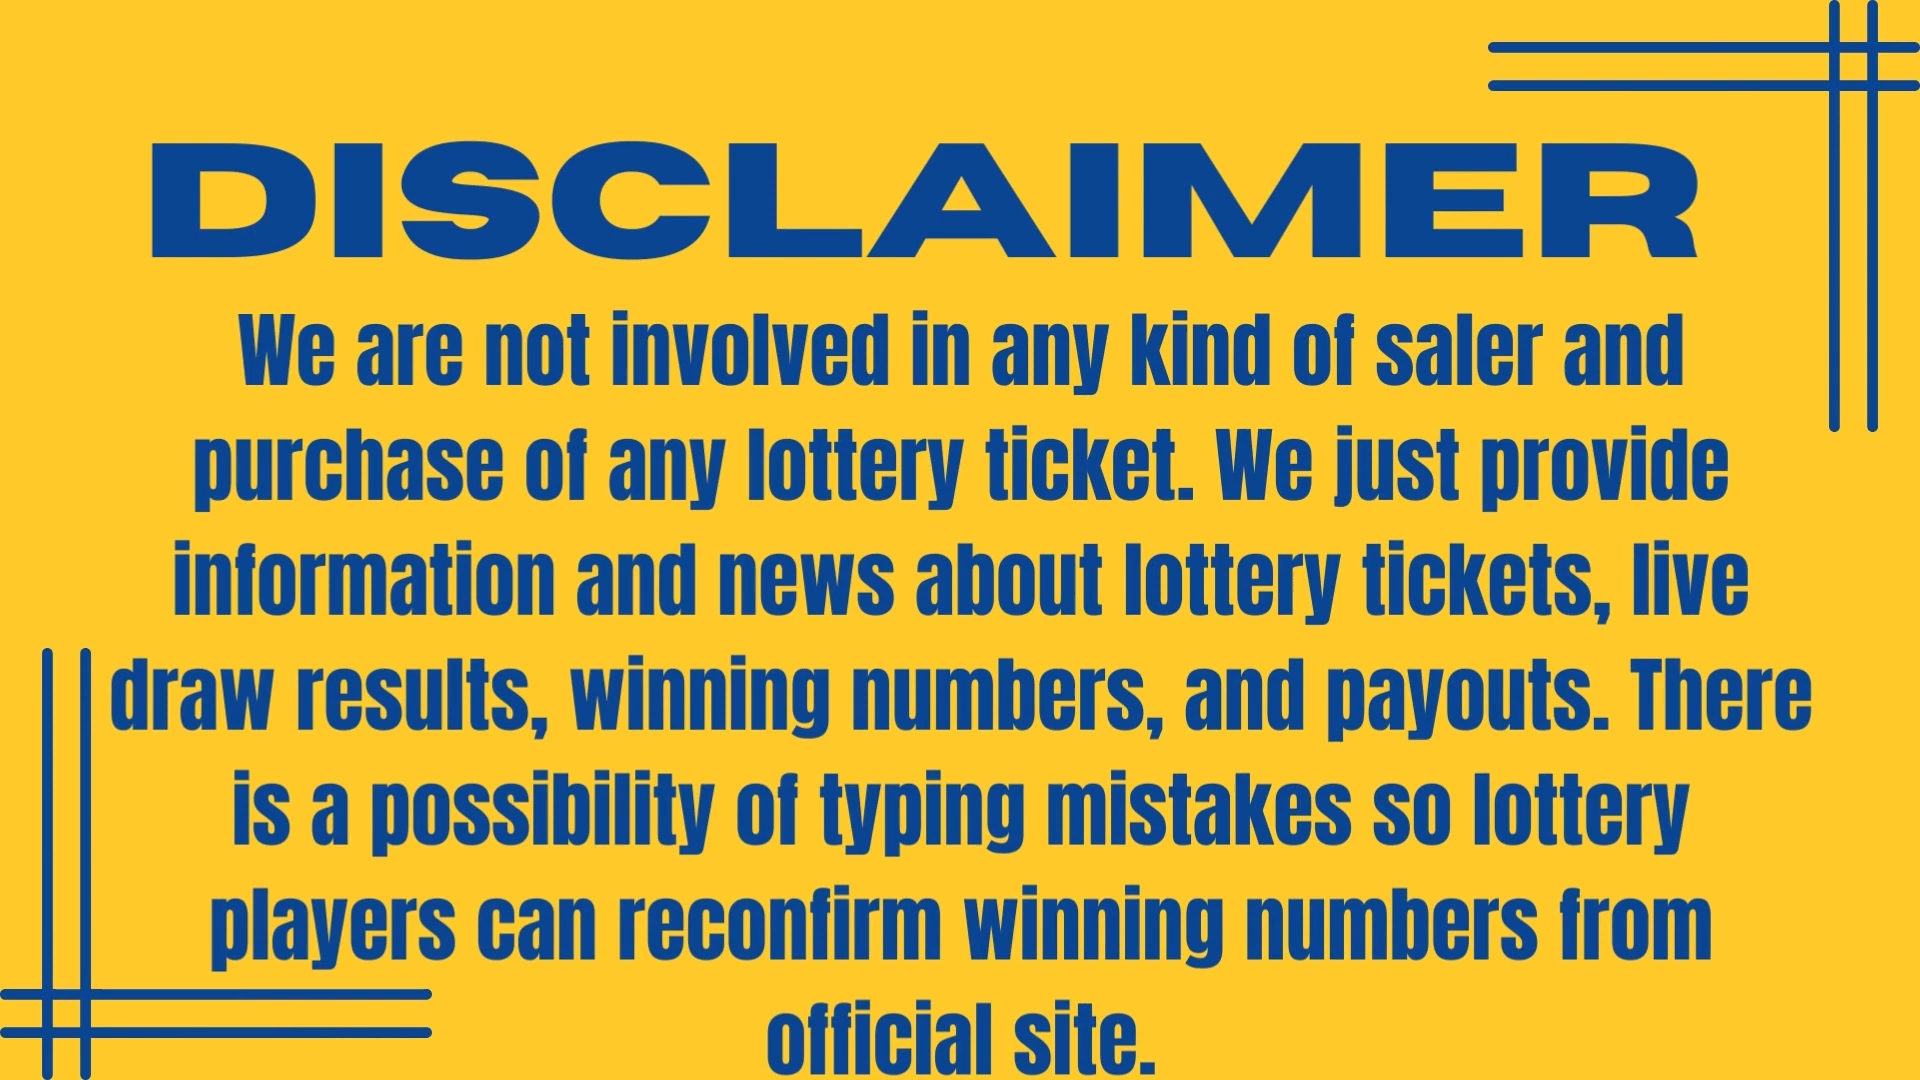 DISCLAIMER
We are not involved in any kind of saler and
purchase of any lottery ticket. We just provide
information and news about lottery tickets, live
draw results, winning numbers, and payouts. There
is a possibility of typing mistakes so lottery
players can reconfirm winning numbers from
official site.